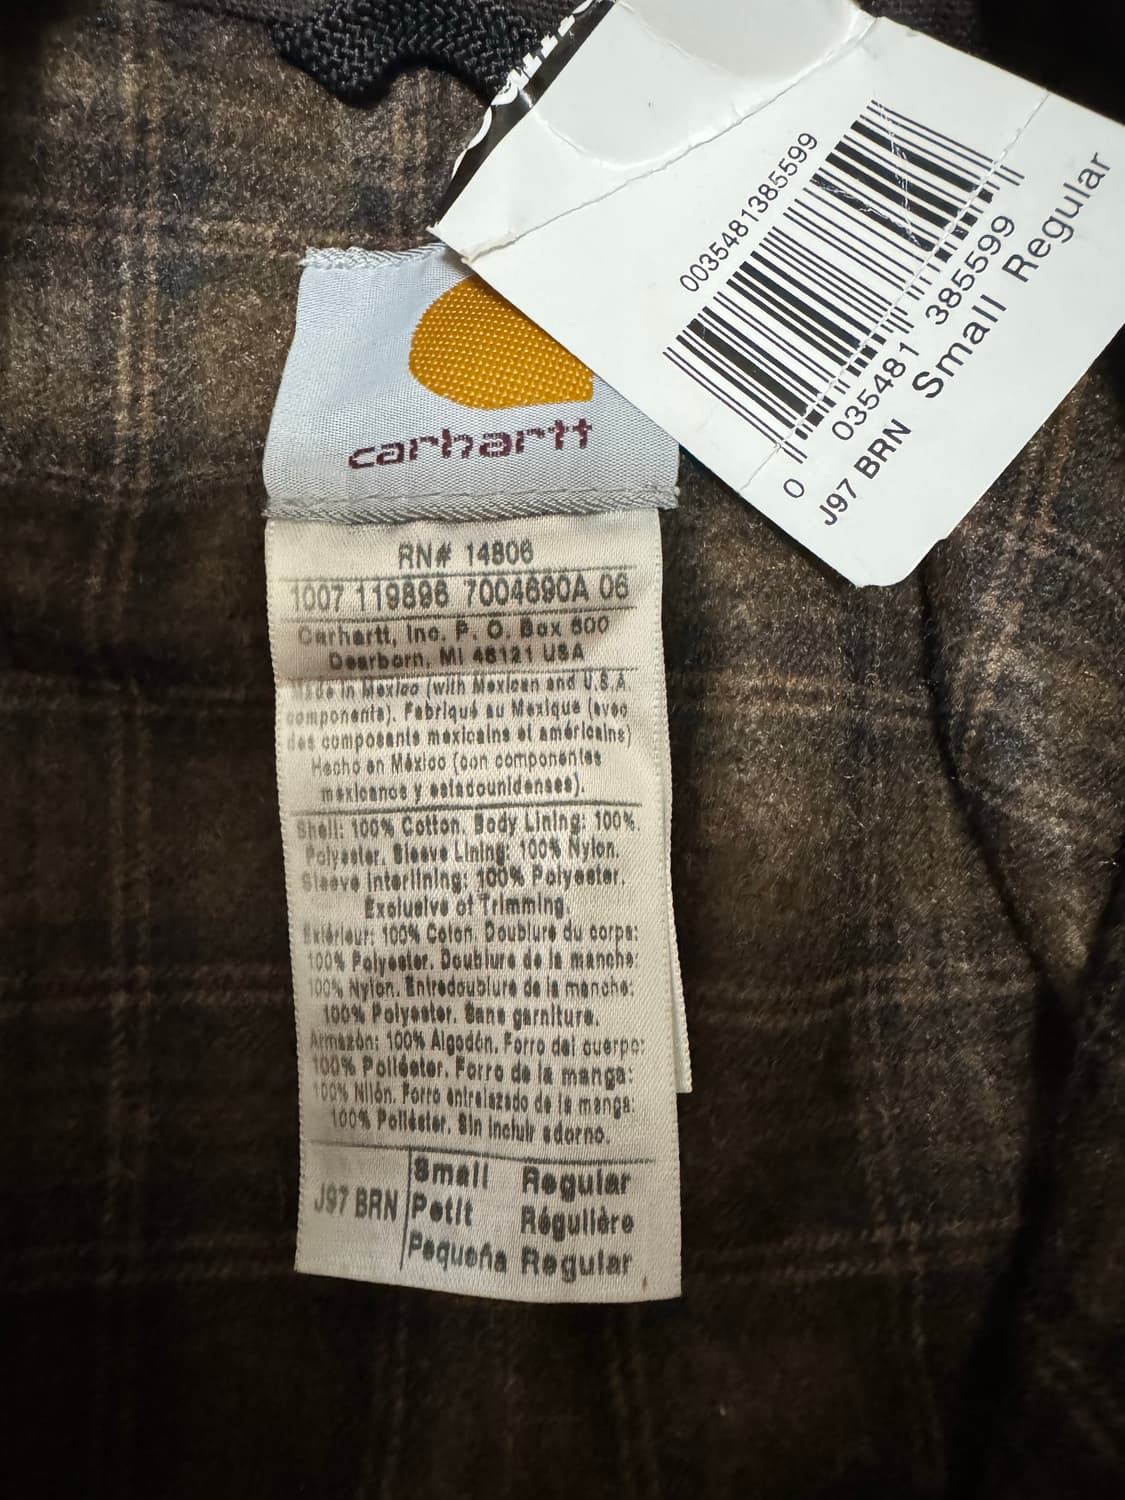 0035481385599
0 035481 385599
J97 BRN Small Regular
carhartt
RN# 14806
1007 119896 7004690A 06
Carhartt, Inc. P. O. Box 600
Dearborn, MI 48121 USA
Made in Mexico (with Mexican and U.S.A.
components). Fabriqué au Mexique (avec
des composants mexicains et américains)
Hecho en México (con componentes
mexicanos y estadounidenses).
Shell: 100% Cotton. Body Lining: 100%.
Polyester. Sleeve Lining: 100% Nylon.
Sleeve Interlining: 100% Polyester.
Exclusive of Trimming.
Extérieur: 100% Coton. Doublure du corps:
100% Polyester. Doublure de la manche:
100% Nylon. Entredoublure de la manche:
100% Polyester. Sans garniture.
Armazón: 100% Algodón. Forro del cuerpo:
100% Poliéster. Forro de la manga:
100% Nilón. Forro entrelazado de la manga:
100% Poliéster. Sin incluir adorno.
J97 BRN
Small Regular
Petit Régulière
Pequeña Regular